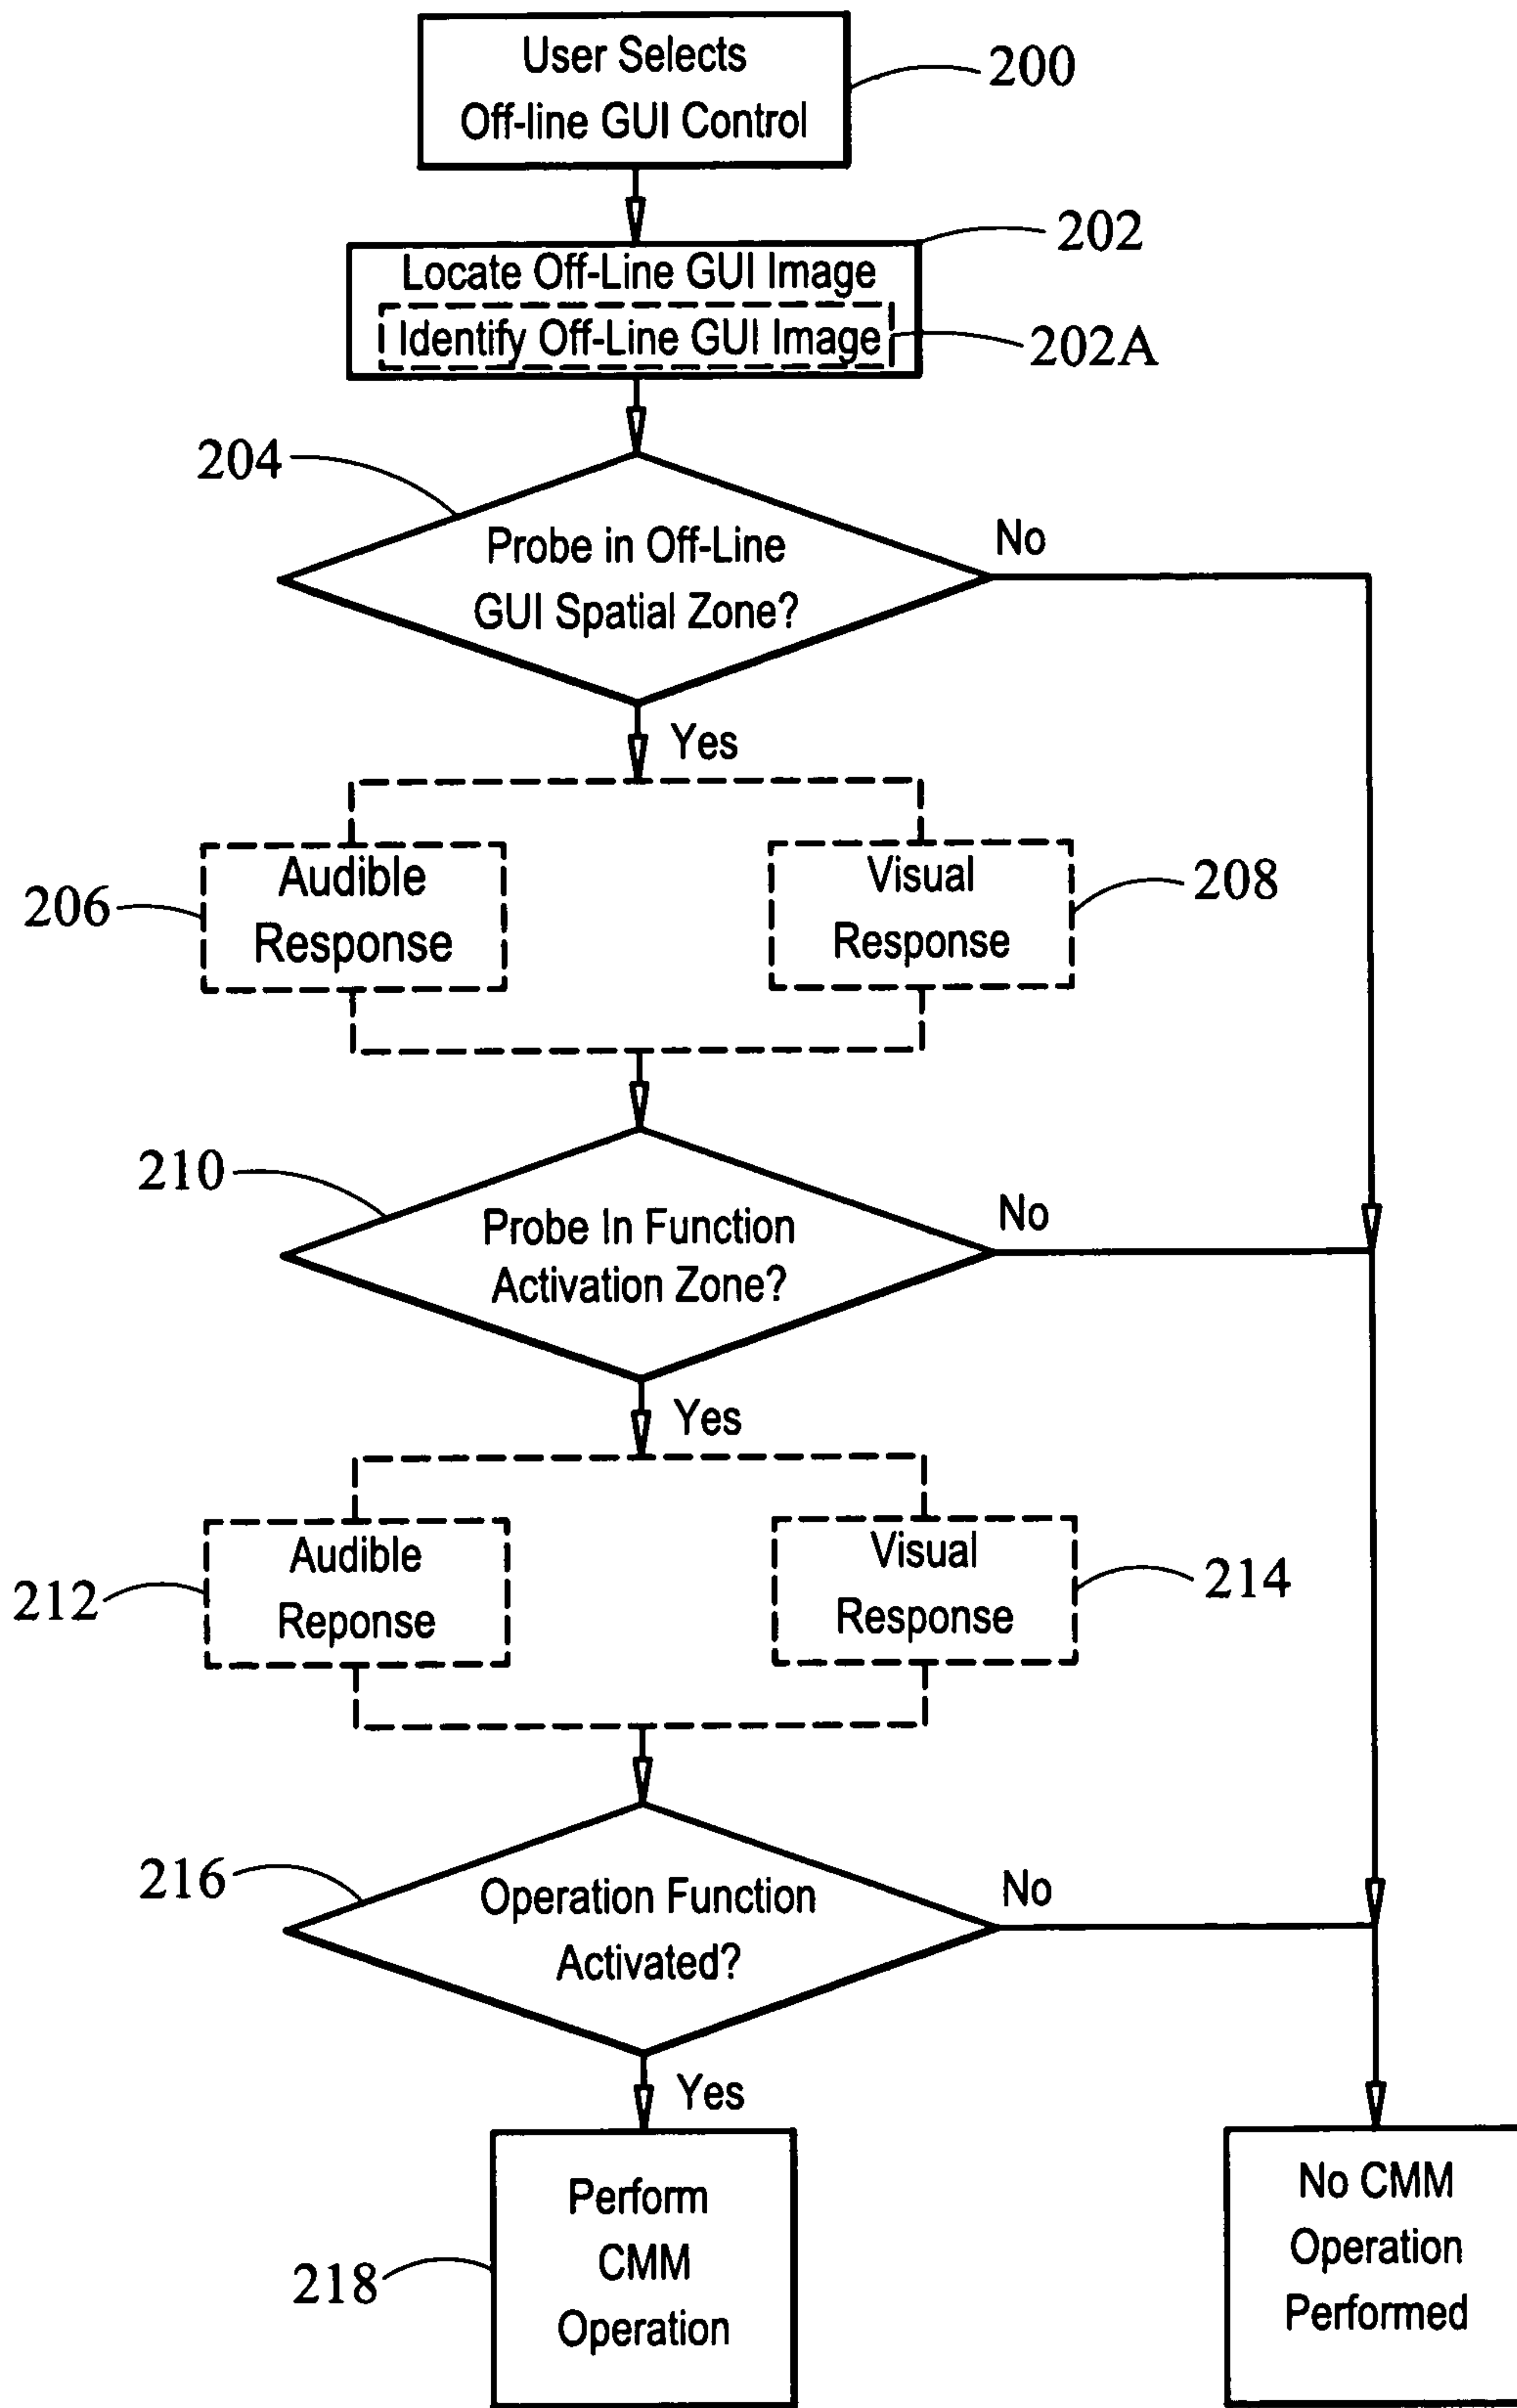 User Selects
Off-line GUI Control
200
Locate Off-Line GUI Image
202
Identify Off-Line GUI Image
202A
204
Probe in Off-Line
GUI Spatial Zone?
No
Yes
206
Audible
Response
Visual
Response
208
210
Probe In Function
Activation Zone?
No
Yes
212
Audible
Reponse
Visual
Response
214
216
Operation Function
Activated?
No
Yes
218
Perform
CMM
Operation
No CMM
Operation
Performed